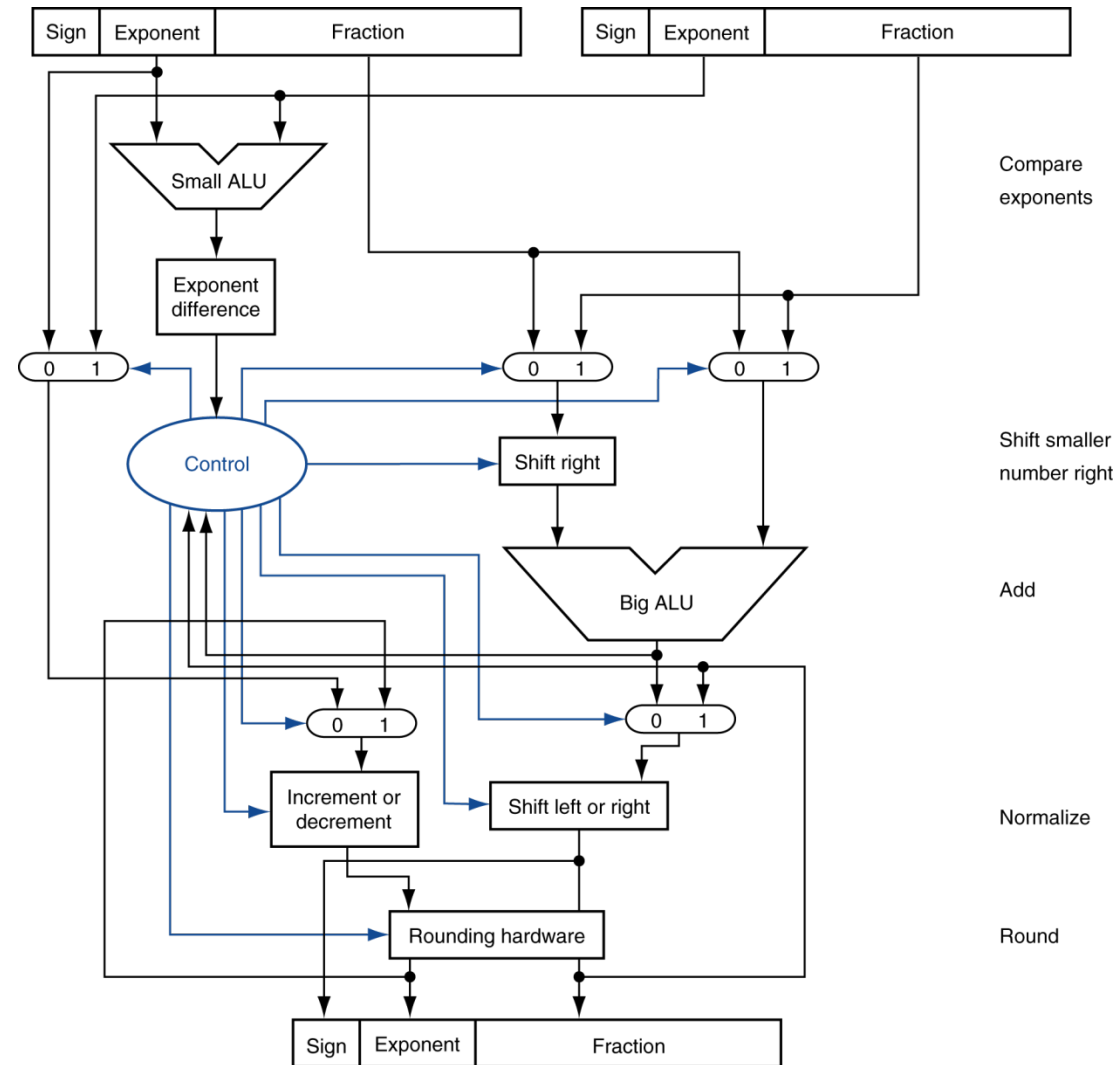 Sign Exponent Fraction Sign Exponent Fraction
Small ALU
Compare
exponents
Exponent
difference
0 1 0 1 0 1
Control
Shift right
Shift smaller
number right
Big ALU
Add
0 1 0 1
Increment or
decrement
Shift left or right
Normalize
Rounding hardware
Round
Sign Exponent Fraction